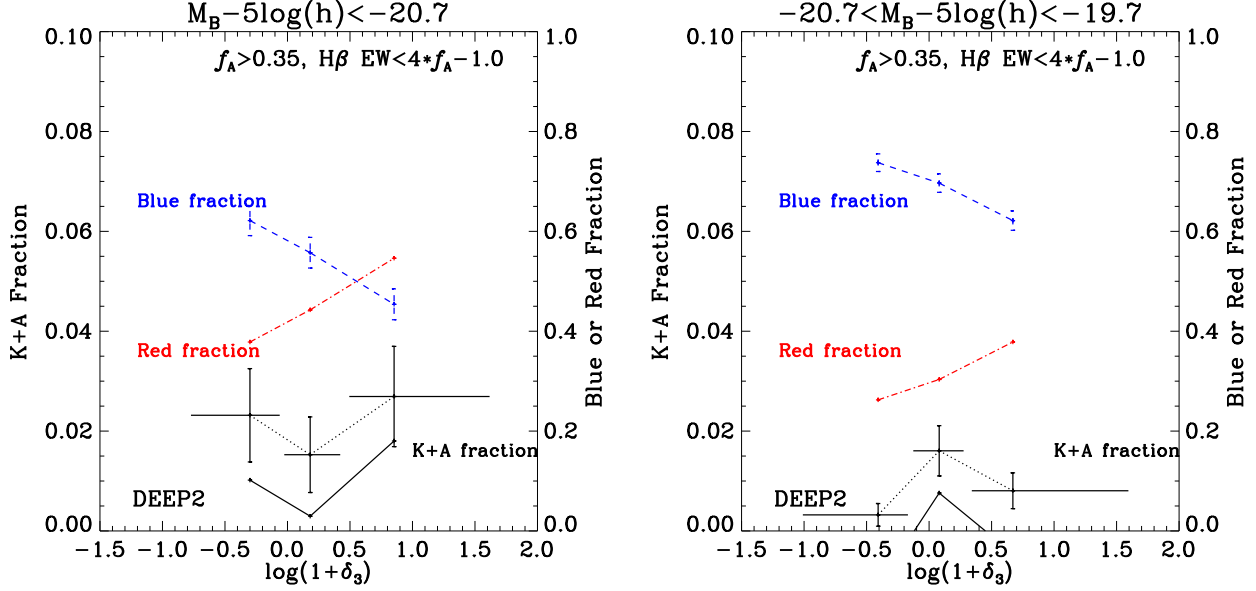 M_B−5log(h)<−20.7
f_A>0.35, Hβ EW<4*f_A−1.0
0.10
0.08
0.06
0.04
0.02
0.00
K+A Fraction
1.0
0.8
0.6
0.4
0.2
0.0
Blue or Red Fraction
Blue fraction
Red fraction
K+A fraction
DEEP2
−1.5 −1.0 −0.5 0.0 0.5 1.0 1.5 2.0
log(1+δ_3)
−20.7<M_B−5log(h)<−19.7
f_A>0.35, Hβ EW<4*f_A−1.0
0.10
0.08
0.06
0.04
0.02
0.00
K+A Fraction
1.0
0.8
0.6
0.4
0.2
0.0
Blue or Red Fraction
Blue fraction
Red fraction
K+A fraction
DEEP2
−1.5 −1.0 −0.5 0.0 0.5 1.0 1.5 2.0
log(1+δ_3)